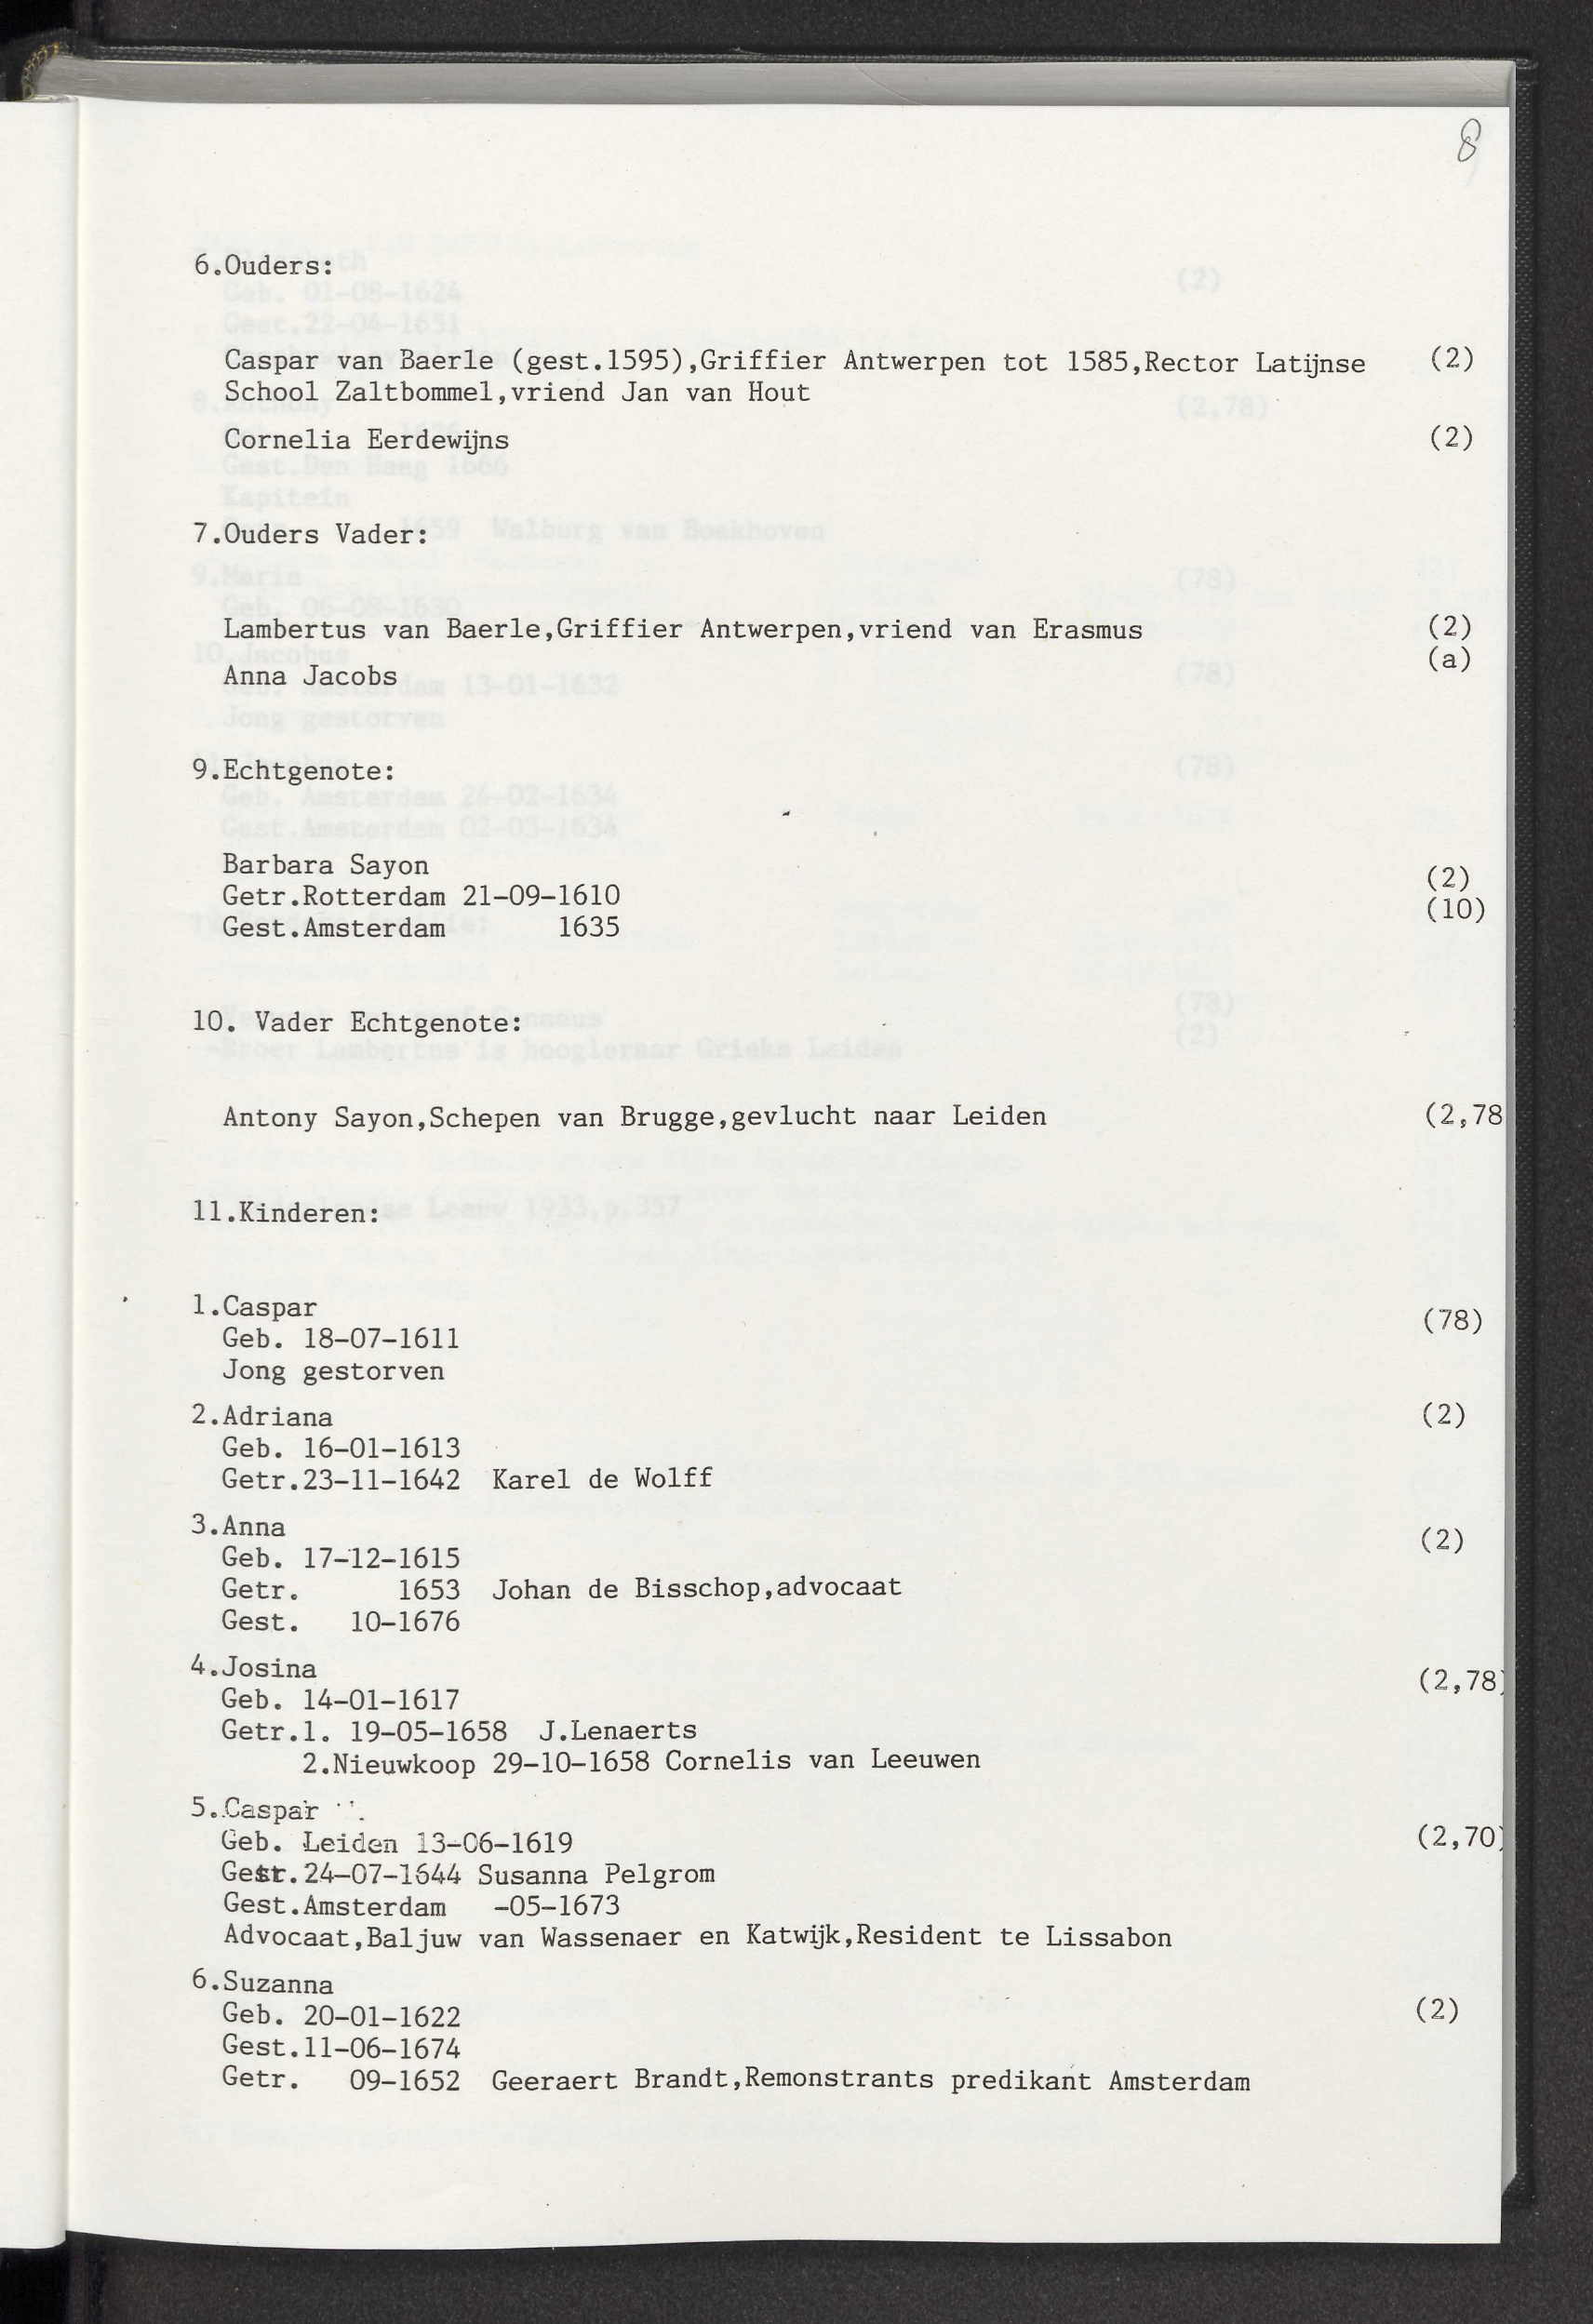 8
6.Ouders:
Caspar van Baerle (gest.1595),Griffier Antwerpen tot 1585,Rector Latijnse (2)
School Zaltbommel,vriend Jan van Hout
Cornelia Eerdewijns (2)
7.Ouders Vader:
Lambertus van Baerle,Griffier Antwerpen,vriend van Erasmus (2)
(a)
Anna Jacobs
9.Echtgenote:
Barbara Sayon (2)
Getr.Rotterdam 21-09-1610 (10)
Gest.Amsterdam 1635
10. Vader Echtgenote:
Antony Sayon,Schepen van Brugge,gevlucht naar Leiden (2,78
11.Kinderen:
1.Caspar (78)
Geb. 18-07-1611
Jong gestorven
2.Adriana (2)
Geb. 16-01-1613
Getr.23-11-1642 Karel de Wolff
3.Anna (2)
Geb. 17-12-1615
Getr. 1653 Johan de Bisschop,advocaat
Gest. 10-1676
4.Josina (2,78)
Geb. 14-01-1617
Getr.1. 19-05-1658 J.Lenaerts
2.Nieuwkoop 29-10-1658 Cornelis van Leeuwen
5.Caspar
Geb. Leiden 13-06-1619 (2,70)
Getr.24-07-1644 Susanna Pelgrom
Gest.Amsterdam -05-1673
Advocaat,Baljuw van Wassenaer en Katwijk,Resident te Lissabon
6.Suzanna
Geb. 20-01-1622 (2)
Gest.11-06-1674
Getr. 09-1652 Geeraert Brandt,Remonstrants predikant Amsterdam